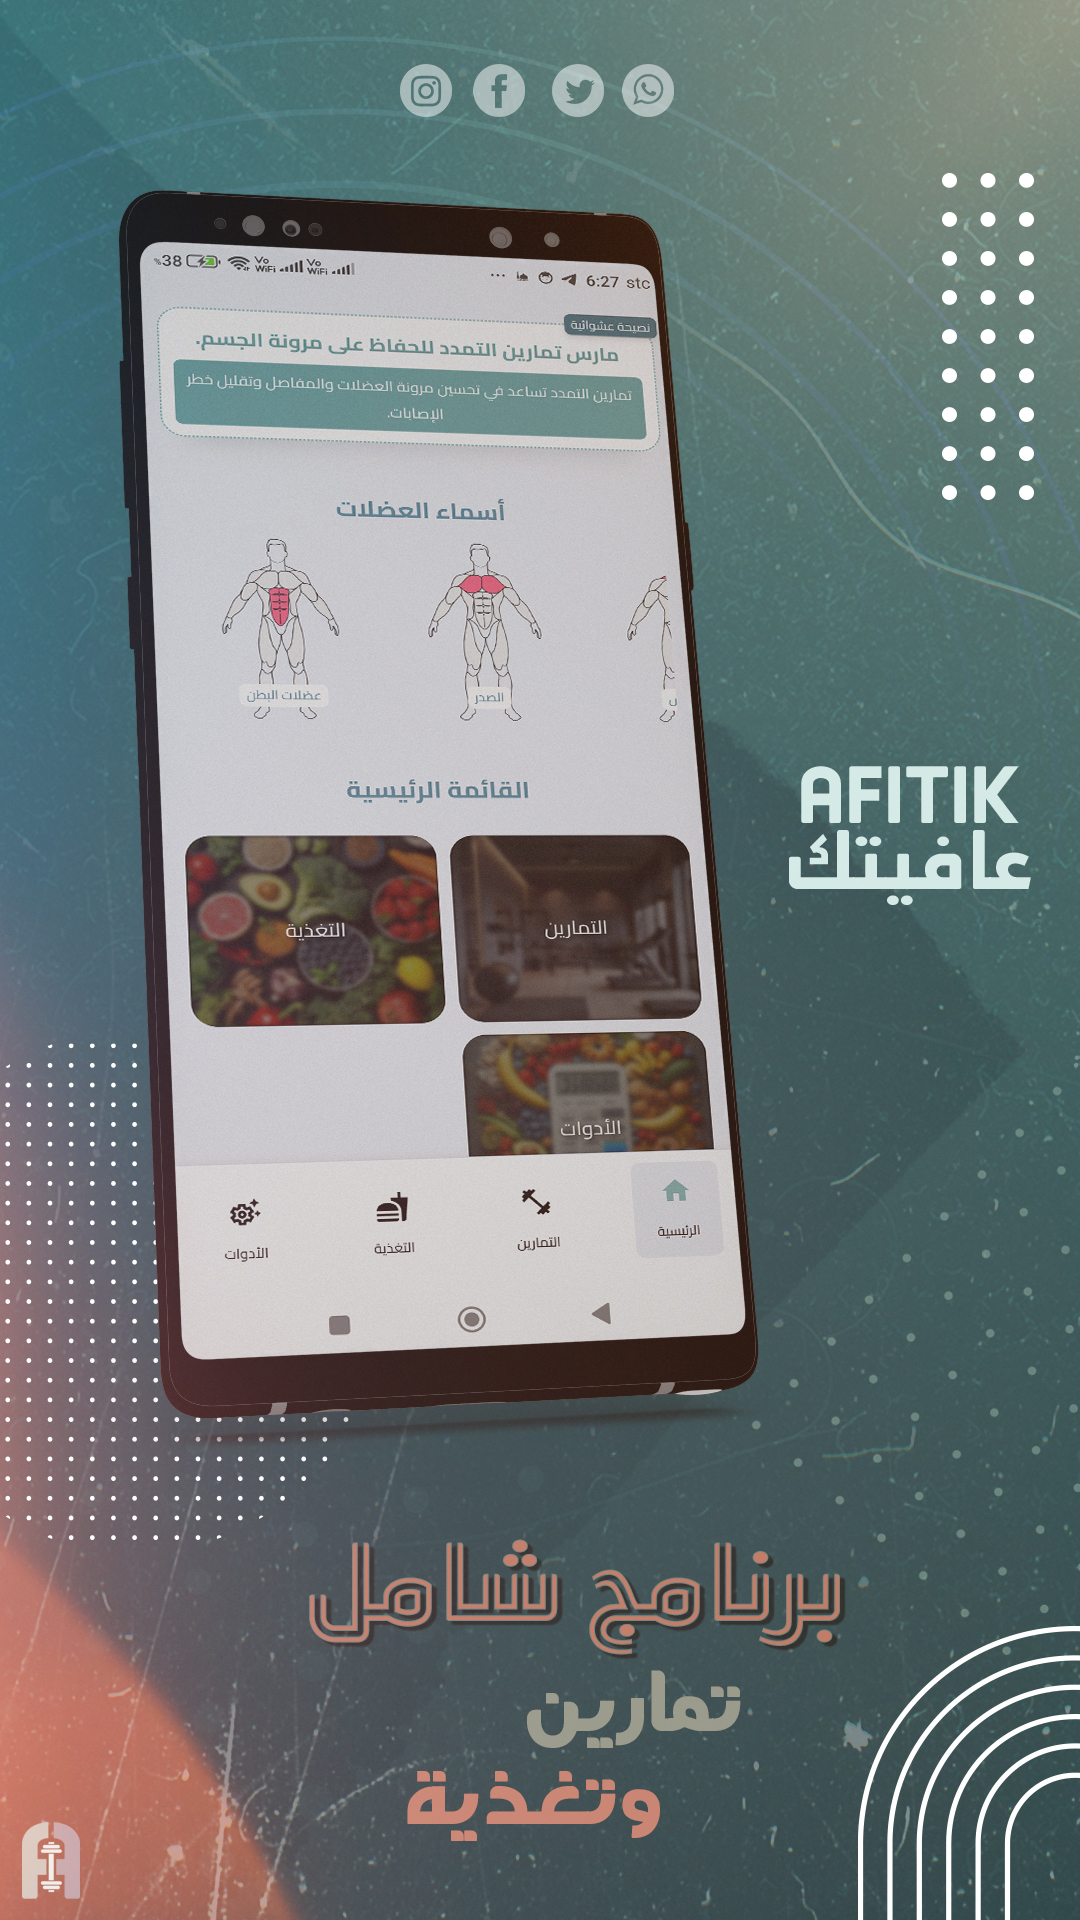 %38 Vo WiFi Vo WiFi ... 6:27 stc
نصيحة عشوائية
مارس تمارين التمدد للحفاظ على مرونة الجسم.
تمارين التمدد تساعد في تحسين مرونة العضلات والمفاصل وتقليل خطر
الإصابات.
أسماء العضلات
الصدر
عضلات البطن
القائمة الرئيسية
AFITIK
عافيتك
التمارين
التغذية
الأدوات
الرئيسية
التمارين
التغذية
الأدوات
برنامج شامل
تمارين
وتغذية